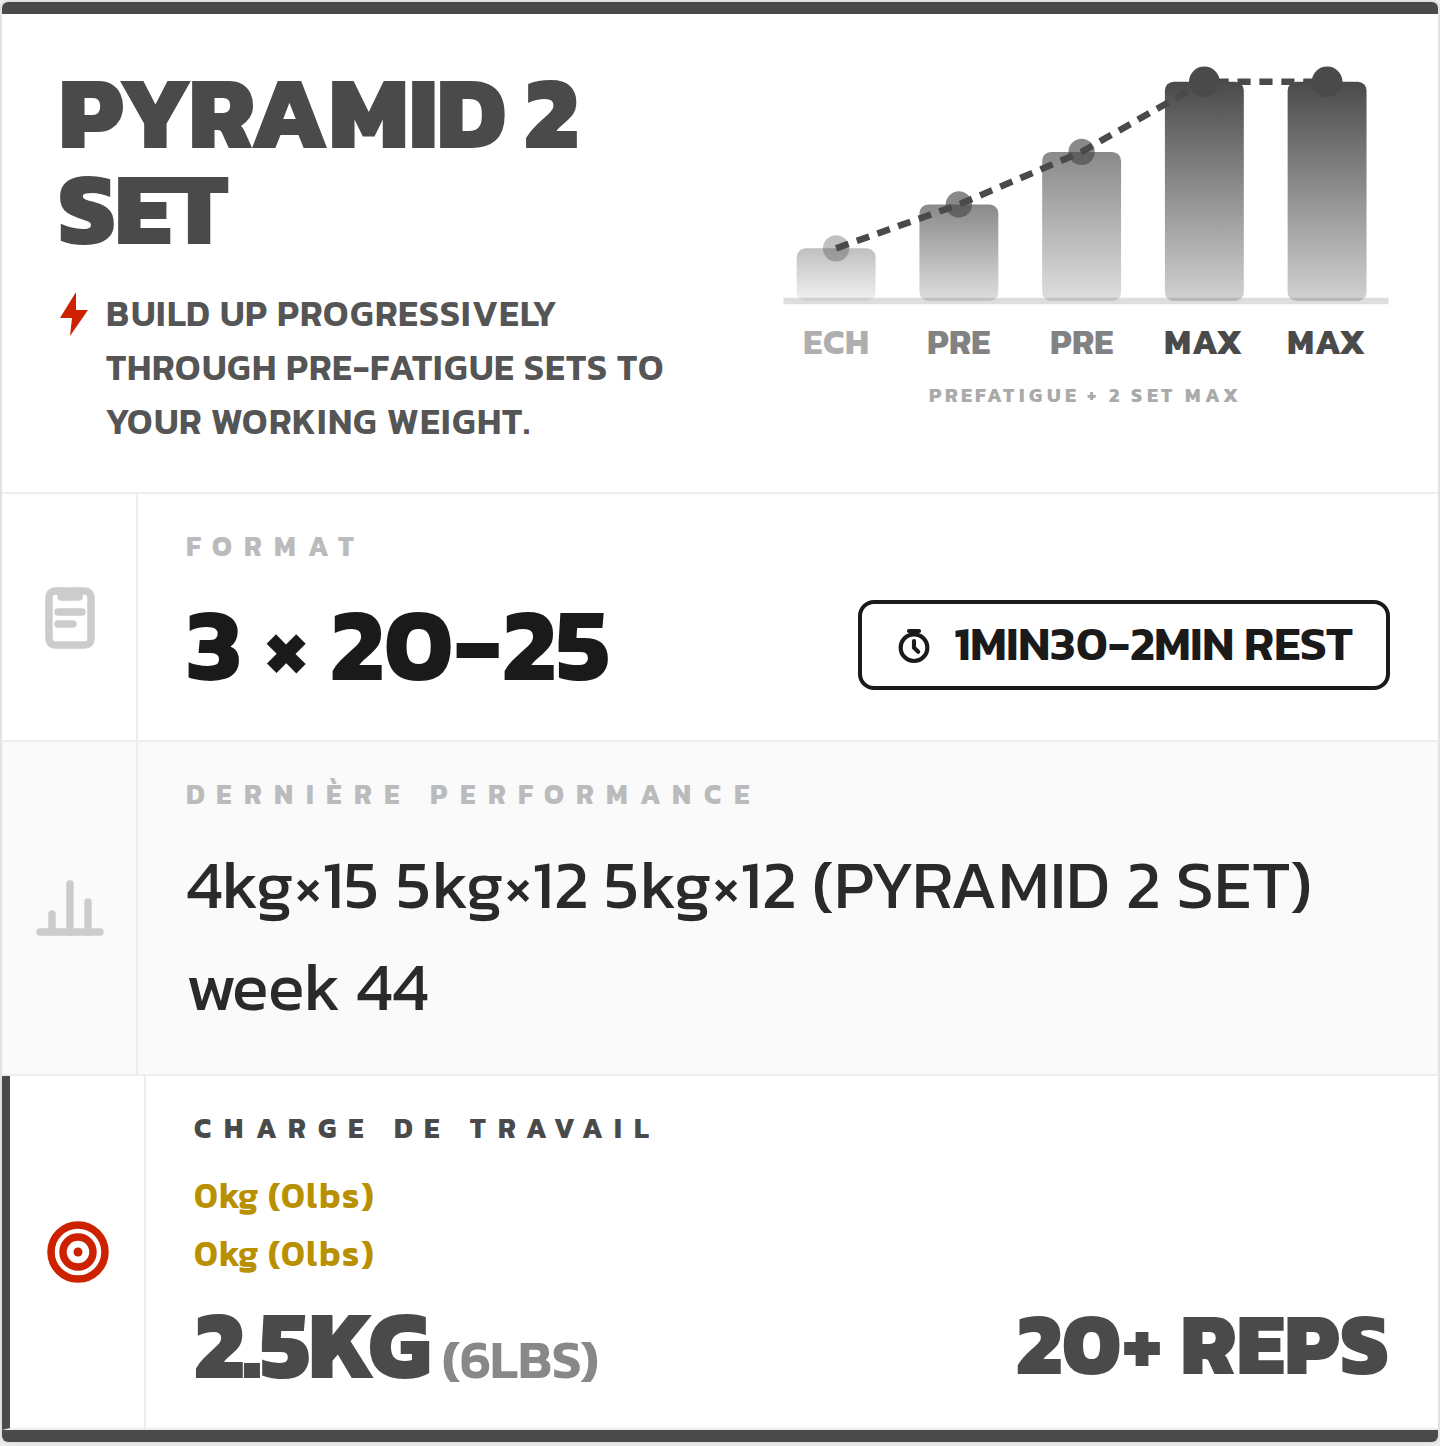 PYRAMID 2
SET
BUILD UP PROGRESSIVELY
THROUGH PRE-FATIGUE SETS TO
YOUR WORKING WEIGHT.
ECH PRE PRE MAX MAX
PREFATIGUE + 2 SET MAX
FORMAT
3 × 20-25
1MIN30-2MIN REST
DERNIÈRE PERFORMANCE
4kg×15 5kg×12 5kg×12 (PYRAMID 2 SET)
week 44
CHARGE DE TRAVAIL
0kg (0lbs)
0kg (0lbs)
2.5KG (6LBS)
20+ REPS